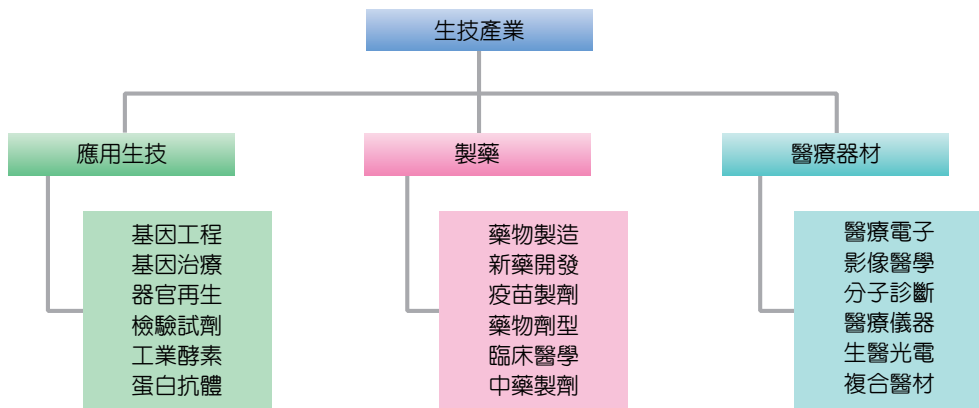 生技產業
應用生技
製藥
醫療器材
基因工程
基因治療
器官再生
檢驗試劑
工業酵素
蛋白抗體
藥物製造
新藥開發
疫苗製劑
藥物劑型
臨床醫學
中藥製劑
醫療電子
影像醫學
分子診斷
醫療儀器
生醫光電
複合醫材